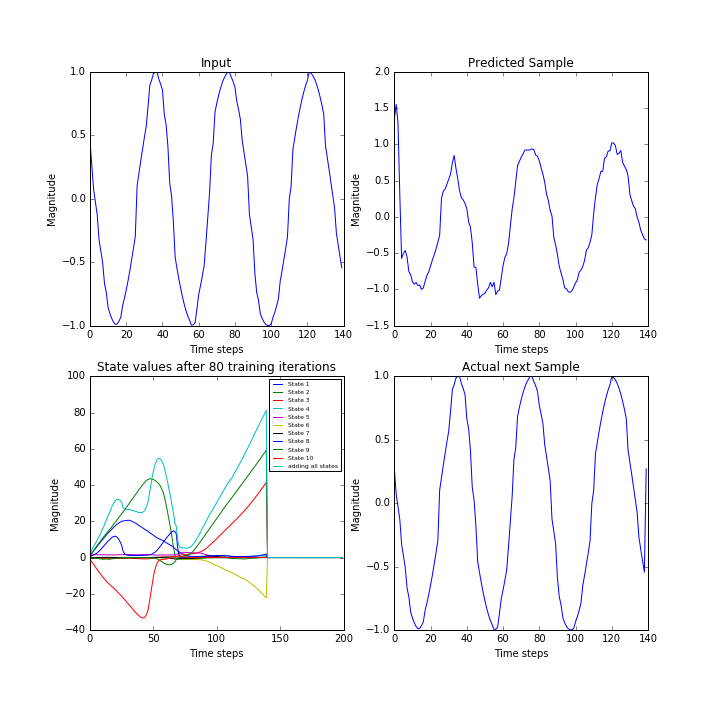 Input
Magnitude
1.0
0.5
0.0
−0.5
−1.0
0 20 40 60 80 100 120 140
Time steps
Predicted Sample
Magnitude
2.0
1.5
1.0
0.5
0.0
−0.5
−1.0
−1.5
0 20 40 60 80 100 120 140
Time steps
State values after 80 training iterations
Magnitude
100
80
60
40
20
0
−20
−40
0 50 100 150 200
Time steps
State 1
State 2
State 3
State 4
State 5
State 6
State 7
State 8
State 9
State 10
adding all states
Actual next Sample
Magnitude
1.0
0.5
0.0
−0.5
−1.0
0 20 40 60 80 100 120 140
Time steps